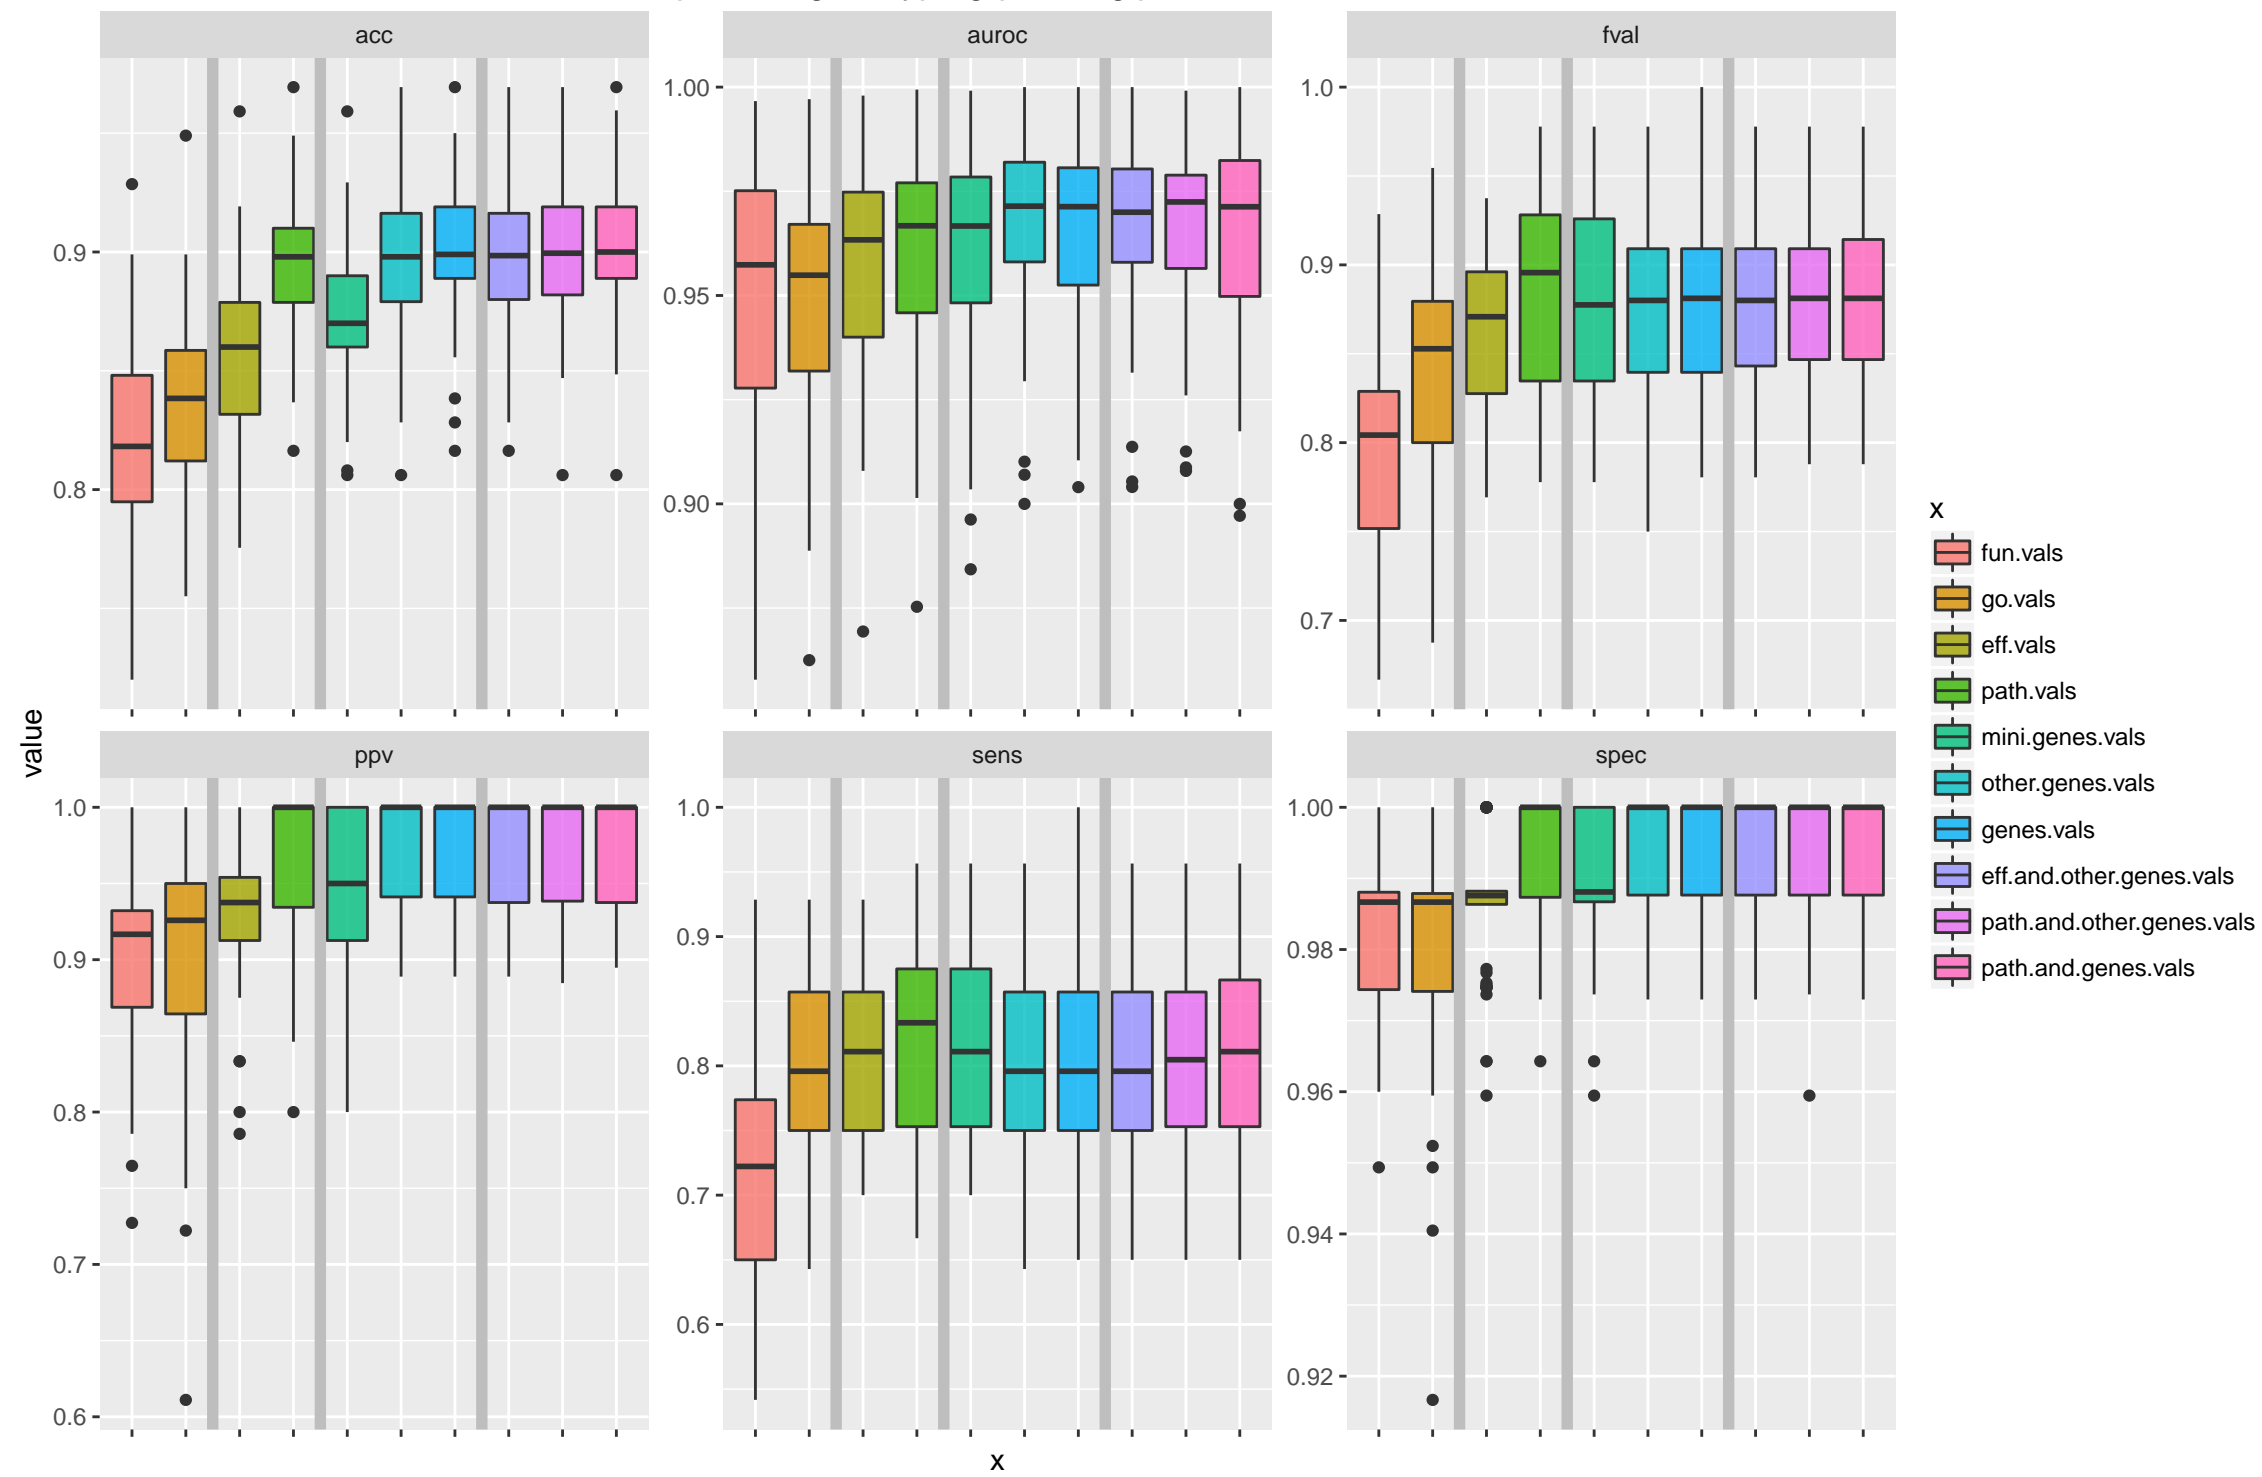 acc
auroc
fval
0.9
0.8
1.00
0.95
0.90
1.0
0.9
0.8
0.7
value
ppv
sens
spec
1.0
0.9
0.8
0.7
0.6
1.0
0.9
0.8
0.7
0.6
1.00
0.98
0.96
0.94
0.92
x
x
fun.vals
go.vals
eff.vals
path.vals
mini.genes.vals
other.genes.vals
genes.vals
eff.and.other.genes.vals
path.and.other.genes.vals
path.and.genes.vals